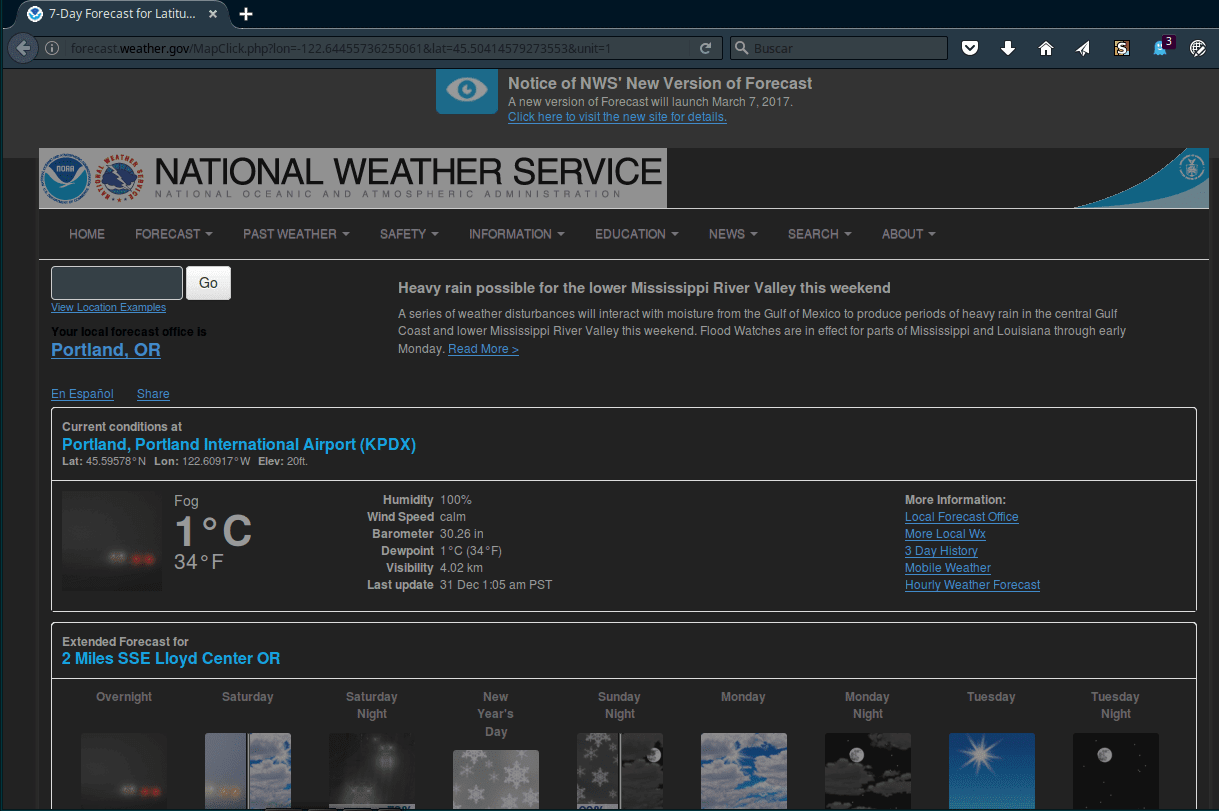 7-Day Forecast for Latitu...
forecast.weather.gov/MapClick.php?lon=-122.64455736255061&lat=45.50414579273553&unit=1
Buscar
3
Notice of NWS' New Version of Forecast
A new version of Forecast will launch March 7, 2017.
Click here to visit the new site for details.
NOAA
NATIONAL WEATHER SERVICE
NATIONAL OCEANIC AND ATMOSPHERIC ADMINISTRATION
HOME FORECAST PAST WEATHER SAFETY INFORMATION EDUCATION NEWS SEARCH ABOUT
Go
View Location Examples
Your local forecast office is
Portland, OR
Heavy rain possible for the lower Mississippi River Valley this weekend
A series of weather disturbances will interact with moisture from the Gulf of Mexico to produce periods of heavy rain in the central Gulf
Coast and lower Mississippi River Valley this weekend. Flood Watches are in effect for parts of Mississippi and Louisiana through early
Monday. Read More >
En Español Share
Current conditions at
Portland, Portland International Airport (KPDX)
Lat: 45.59578°N Lon: 122.60917°W Elev: 20ft.
Fog
1°C
34°F
Humidity 100%
Wind Speed calm
Barometer 30.26 in
Dewpoint 1°C (34°F)
Visibility 4.02 km
Last update 31 Dec 1:05 am PST
More Information:
Local Forecast Office
More Local Wx
3 Day History
Mobile Weather
Hourly Weather Forecast
Extended Forecast for
2 Miles SSE Lloyd Center OR
Overnight
Saturday
Saturday
Night
New
Year's
Day
Sunday
Night
Monday
Monday
Night
Tuesday
Tuesday
Night